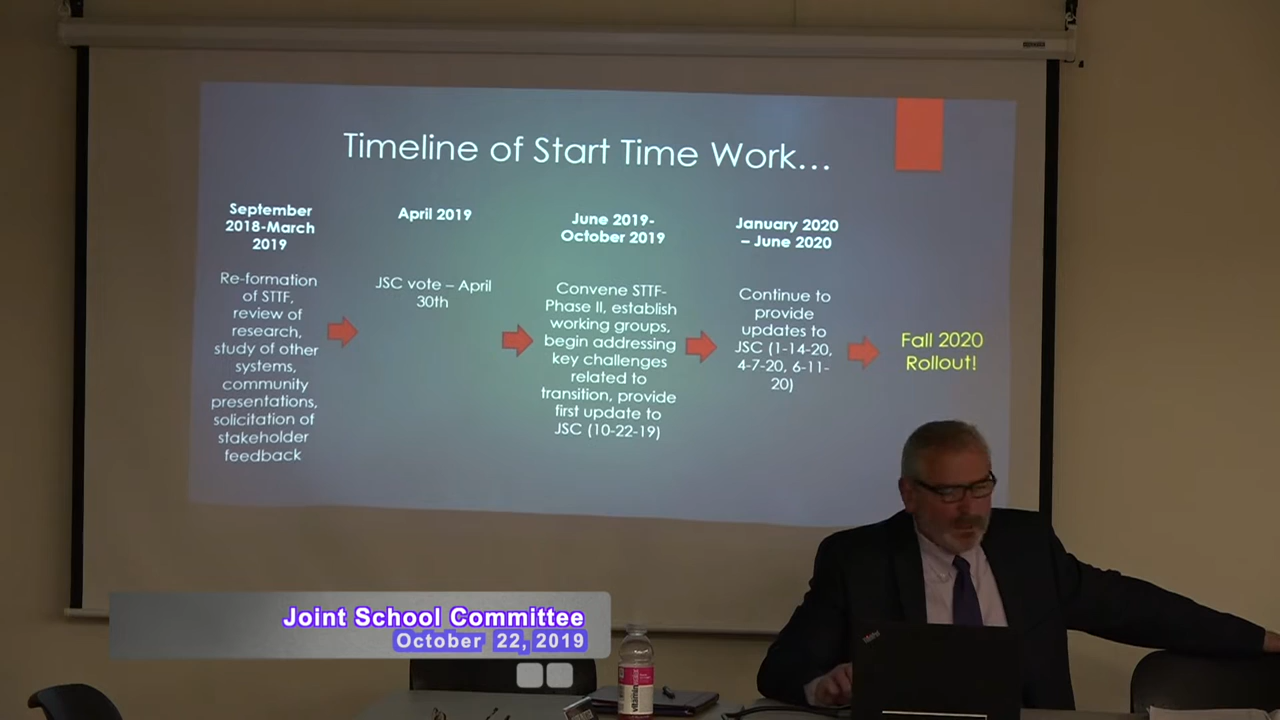 Timeline of Start Time Work...
September
2018-March
2019
Re-formation
of STTF,
review of
research,
study of other
systems,
community
presentations,
solicitation of
stakeholder
feedback
April 2019
JSC vote – April
30th
June 2019-
October 2019
Convene STTF-
Phase II, establish
working groups,
begin addressing
key challenges
related to
transition, provide
first update to
JSC (10-22-19)
January 2020
– June 2020
Continue to
provide
updates to
JSC (1-14-20,
4-7-20, 6-11-
20)
Fall 2020
Rollout!
Joint School Committee
October 22, 2019
vitaminwater
ThinkPad